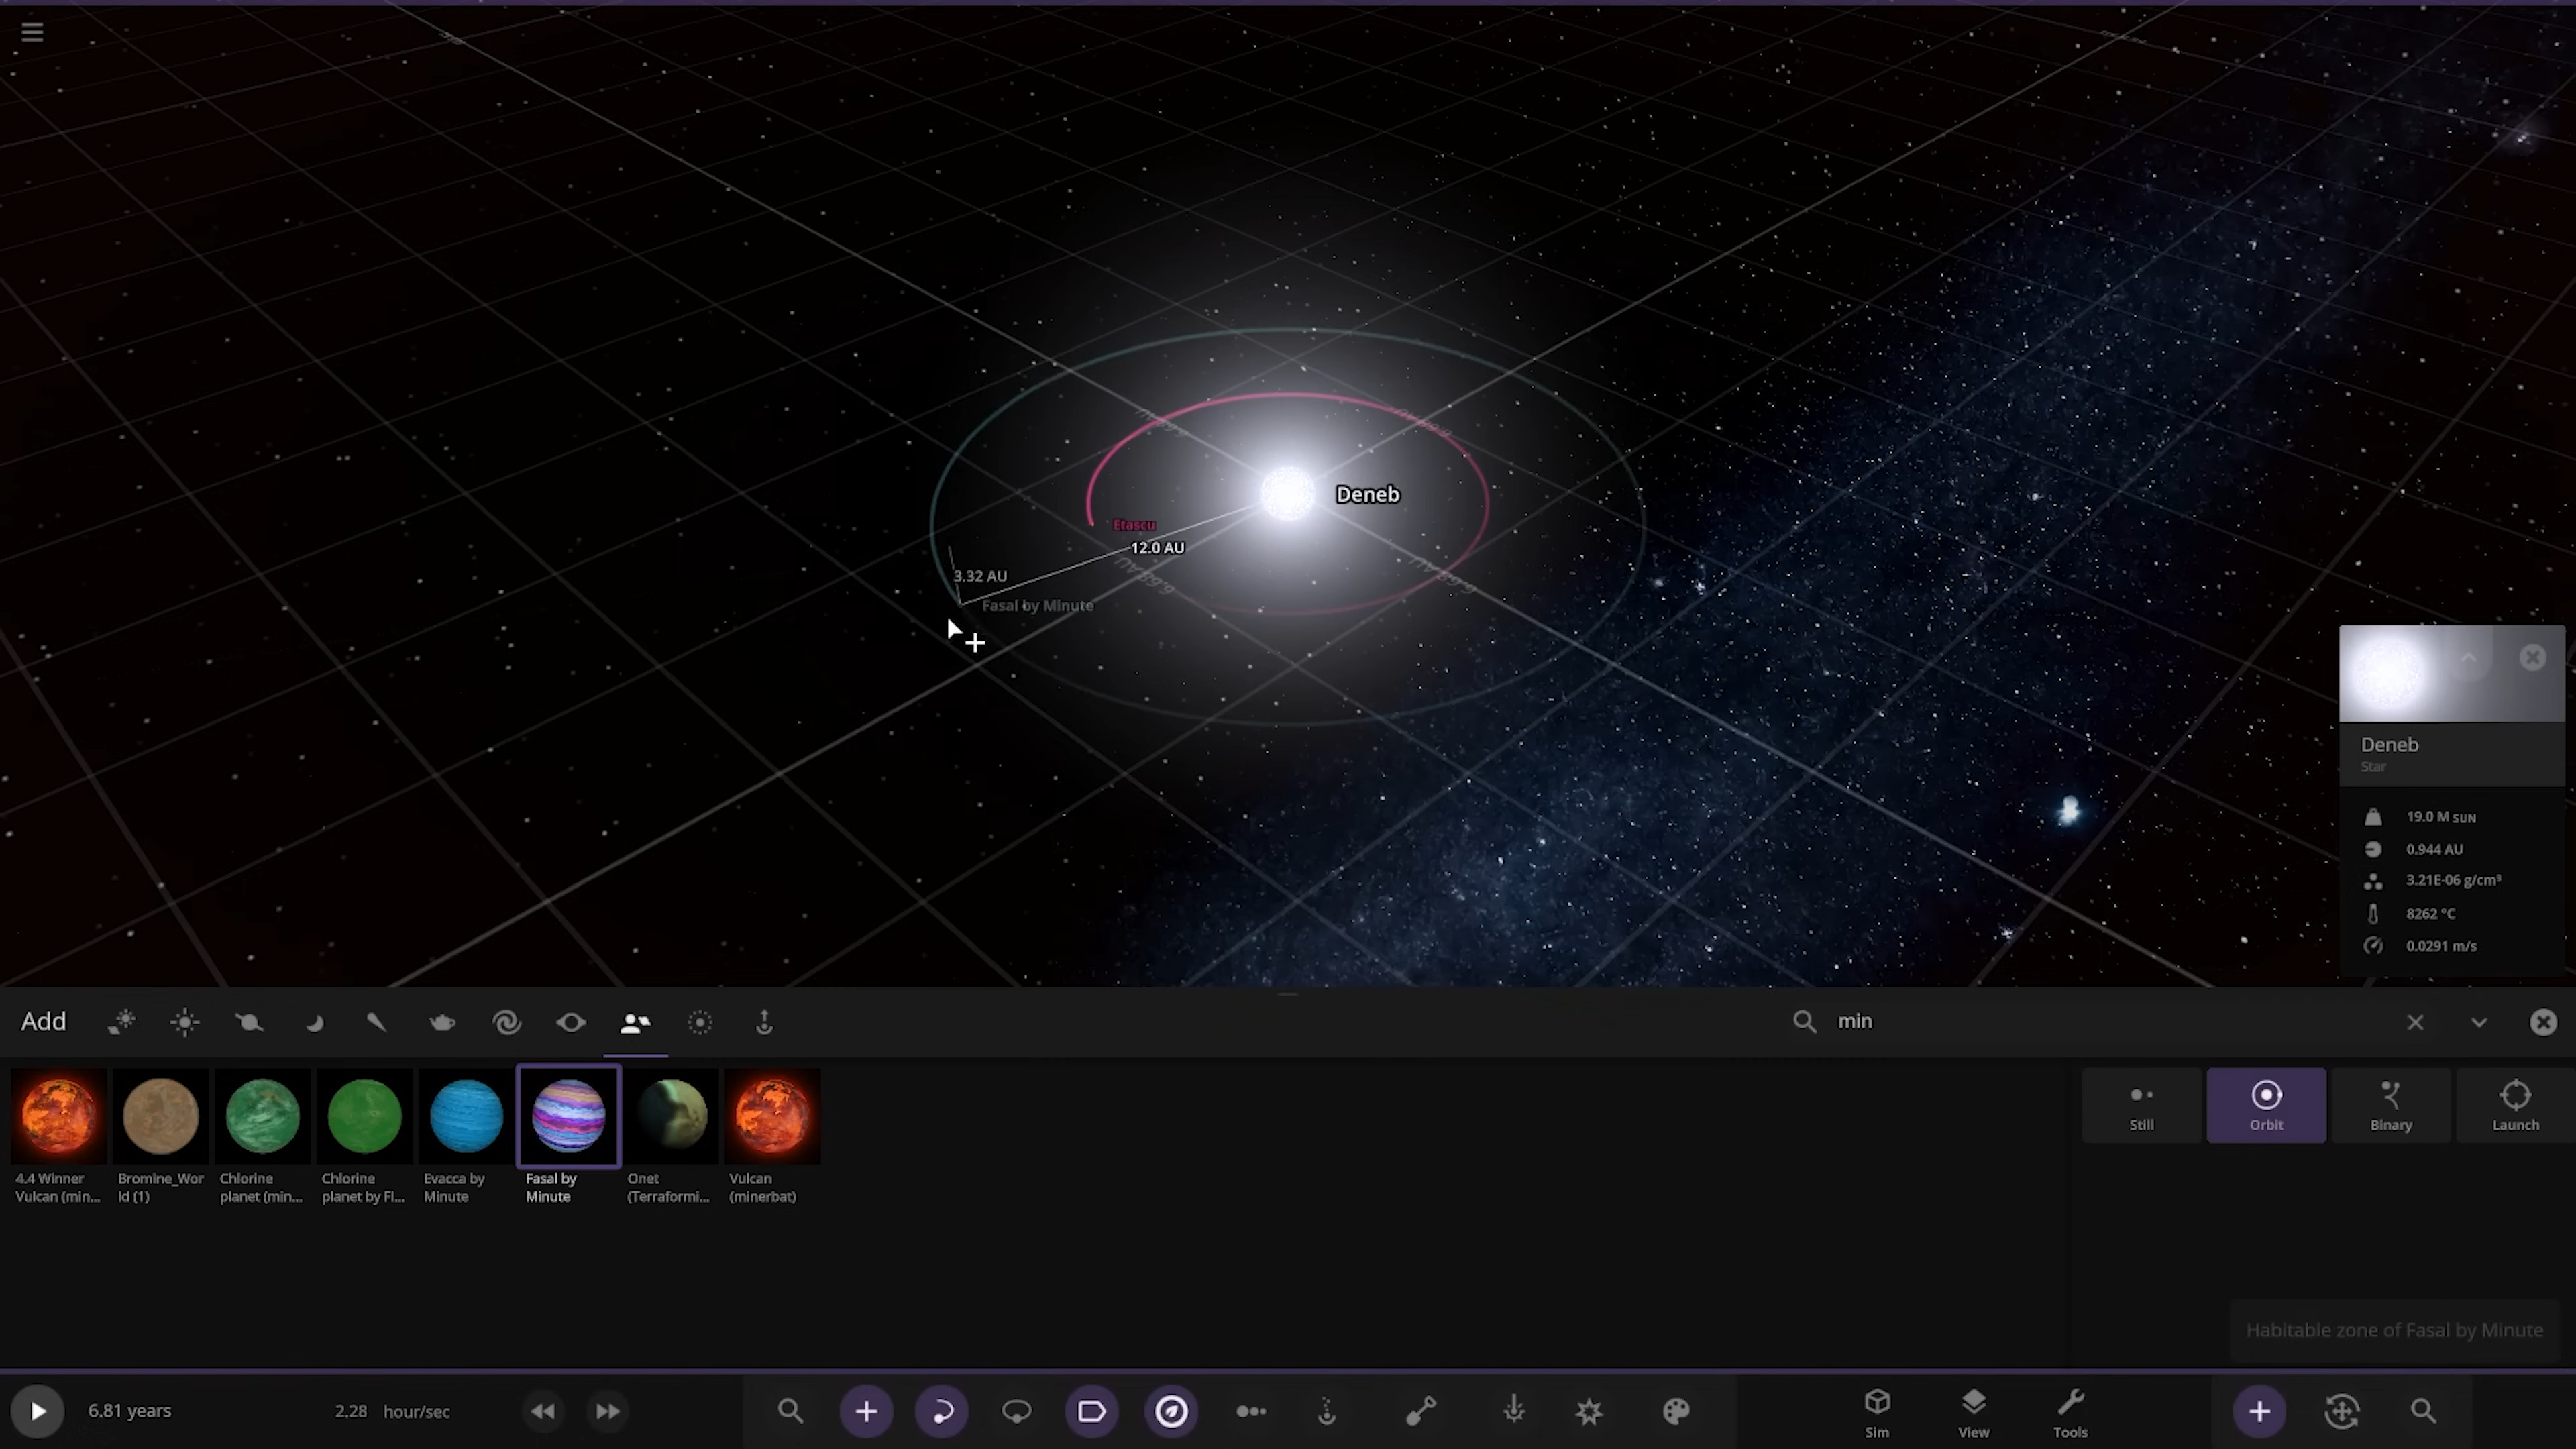 Deneb
Etascu
12.0 AU
3.32 AU
Fasal by Minute
Deneb
Star
19.0 M SUN
0.944 AU
3.21E-06 g/cm³
8262 °C
0.0291 m/s
Add
min
4.4 Winner
Vulcan (min...
Bromine_Wor
ld (1)
Chlorine
planet (min...
Chlorine
planet by Fl...
Evacca by
Minute
Fasal by
Minute
Onet
(Terraformi...
Vulcan
(minerbat)
Still
Orbit
Binary
Launch
Habitable zone of Fasal by Minute
6.81 years
2.28 hour/sec
Sim
View
Tools